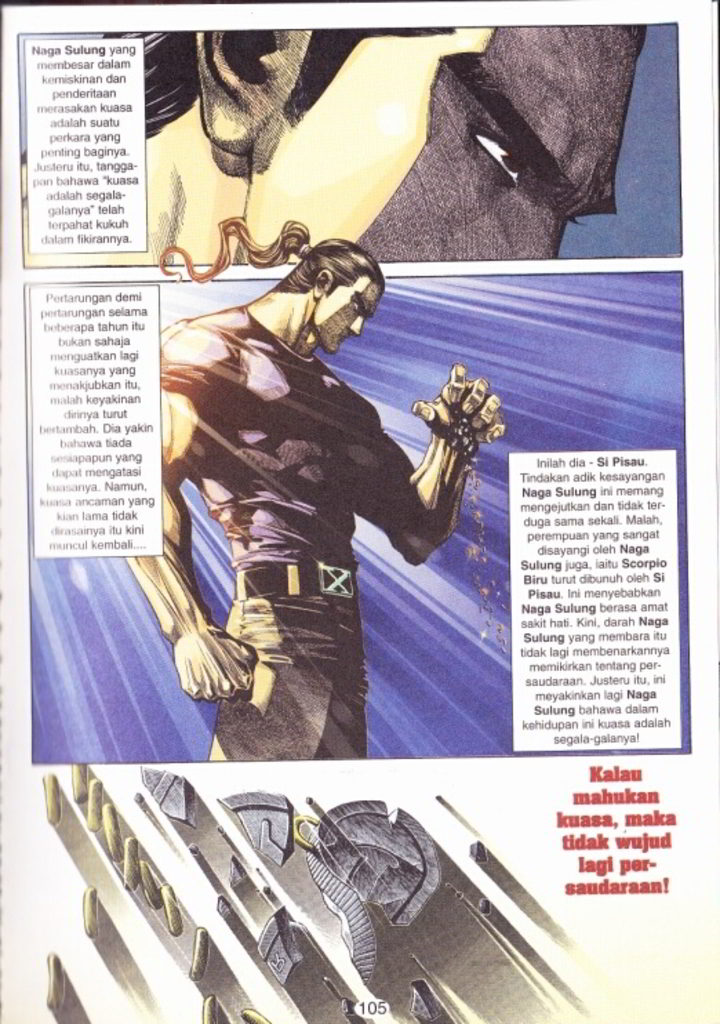 Naga Sulung yang
membesar dalam
kemiskinan dan
penderitaan
merasakan kuasa
adalah suatu
perkara yang
penting baginya.
Justeru itu, tangga-
pan bahawa "kuasa
adalah segala-
galanya" telah
terpahat kukuh
dalam fikirannya.
Pertarungan demi
pertarungan selama
beberapa tahun itu
bukan sahaja
menguatkan lagi
kuasanya yang
menakjubkan itu,
malah keyakinan
dirinya turut
bertambah. Dia yakin
bahawa tiada
sesiapapun yang
dapat mengatasi
kuasanya. Namun,
kuasa ancaman yang
kian lama tidak
dirasainya itu kini
muncul kembali....
Inilah dia - Si Pisau.
Tindakan adik kesayangan
Naga Sulung ini memang
mengejutkan dan tidak ter-
duga sama sekali. Malah,
perempuan yang sangat
disayangi oleh Naga
Sulung juga, iaitu Scorpio
Biru turut dibunuh oleh Si
Pisau. Ini menyebabkan
Naga Sulung berasa amat
sakit hati. Kini, darah Naga
Sulung yang membara itu
tidak lagi membenarkannya
memikirkan tentang per-
saudaraan. Justeru itu, ini
meyakinkan lagi Naga
Sulung bahawa dalam
kehidupan ini kuasa adalah
segala-galanya!
Kalau
mahukan
kuasa, maka
tidak wujud
lagi per-
saudaraan!
105